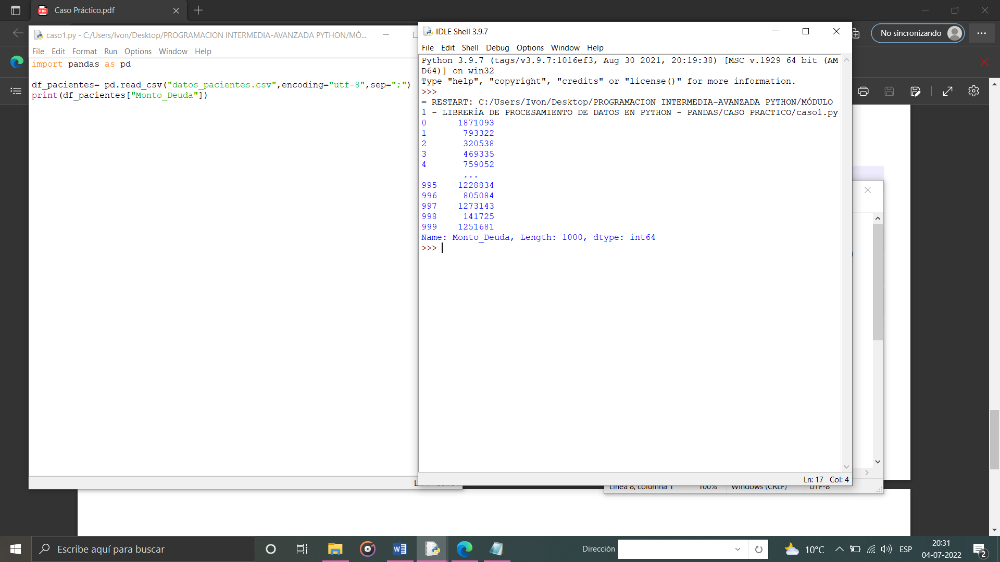 Caso Práctico.pdf
No sincronizando
caso1.py - C:/Users/Ivon/Desktop/PROGRAMACION INTERMEDIA-AVANZADA PYTHON/MÓ...
File Edit Format Run Options Window Help
import pandas as pd
df_pacientes= pd.read_csv("datos_pacientes.csv",encoding="utf-8",sep=";")
print(df_pacientes["Monto_Deuda"])
IDLE Shell 3.9.7
File Edit Shell Debug Options Window Help
Python 3.9.7 (tags/v3.9.7:1016ef3, Aug 30 2021, 20:19:38) [MSC v.1929 64 bit (AM
D64)] on win32
Type "help", "copyright", "credits" or "license()" for more information.
>>>
= RESTART: C:/Users/Ivon/Desktop/PROGRAMACION INTERMEDIA-AVANZADA PYTHON/MÓDULO
1 - LIBRERÍA DE PROCESAMIENTO DE DATOS EN PYTHON - PANDAS/CASO PRACTICO/caso1.py
0 1871093
1 793322
2 320538
3 469335
4 759052
...
995 1228834
996 805084
997 1273143
998 141725
999 1251681
Name: Monto_Deuda, Length: 1000, dtype: int64
>>>
Ln: 17 Col: 4
Línea 8, columna 1 100% Windows (CRLF) UTF-8
Escribe aquí para buscar
Dirección
10°C
ESP
20:31
04-07-2022
2